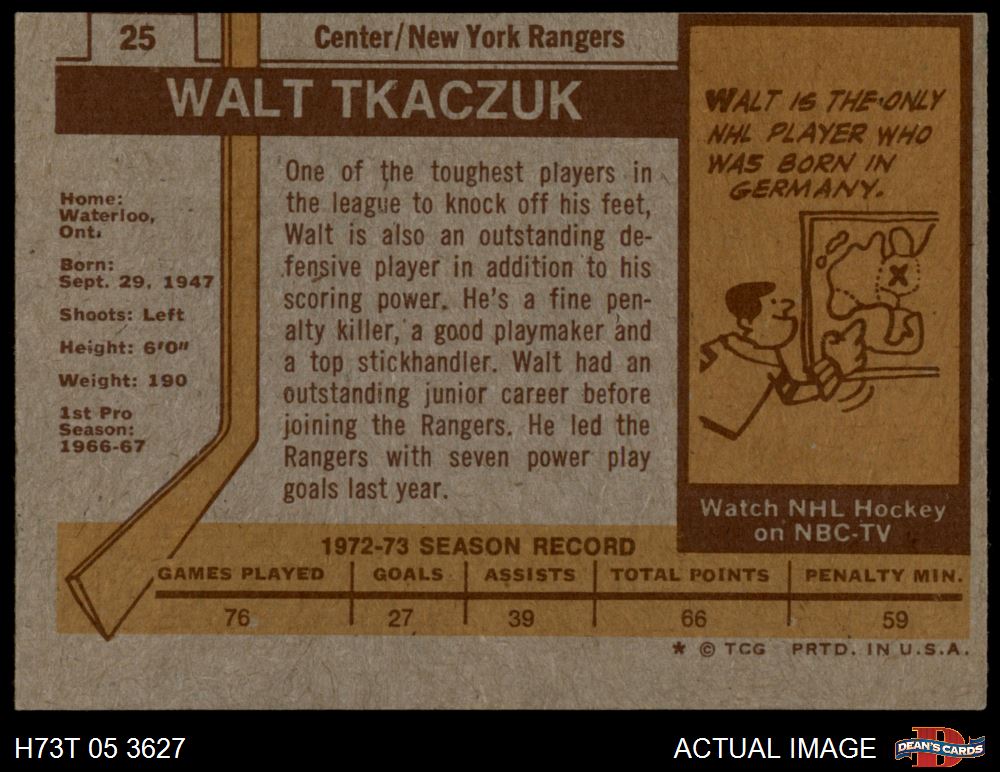 25
Center/New York Rangers
WALT TKACZUK
WALT IS THE ONLY
NHL PLAYER WHO
WAS BORN IN
GERMANY.
Home:
Waterloo,
Ont.
Born:
Sept. 29, 1947
Shoots: Left
Height: 6'0"
Weight: 190
1st Pro
Season:
1966-67
One of the toughest players in
the league to knock off his feet,
Walt is also an outstanding de-
fensive player in addition to his
scoring power. He's a fine pen-
alty killer, a good playmaker and
a top stickhandler. Walt had an
outstanding junior career before
joining the Rangers. He led the
Rangers with seven power play
goals last year.
X
Watch NHL Hockey
on NBC-TV
1972-73 SEASON RECORD
GAMES PLAYED GOALS ASSISTS TOTAL POINTS PENALTY MIN.
76 27 39 66 59
* © TCG PRTD. IN U.S.A.
H73T 05 3627
ACTUAL IMAGE
D
DEAN'S CARDS